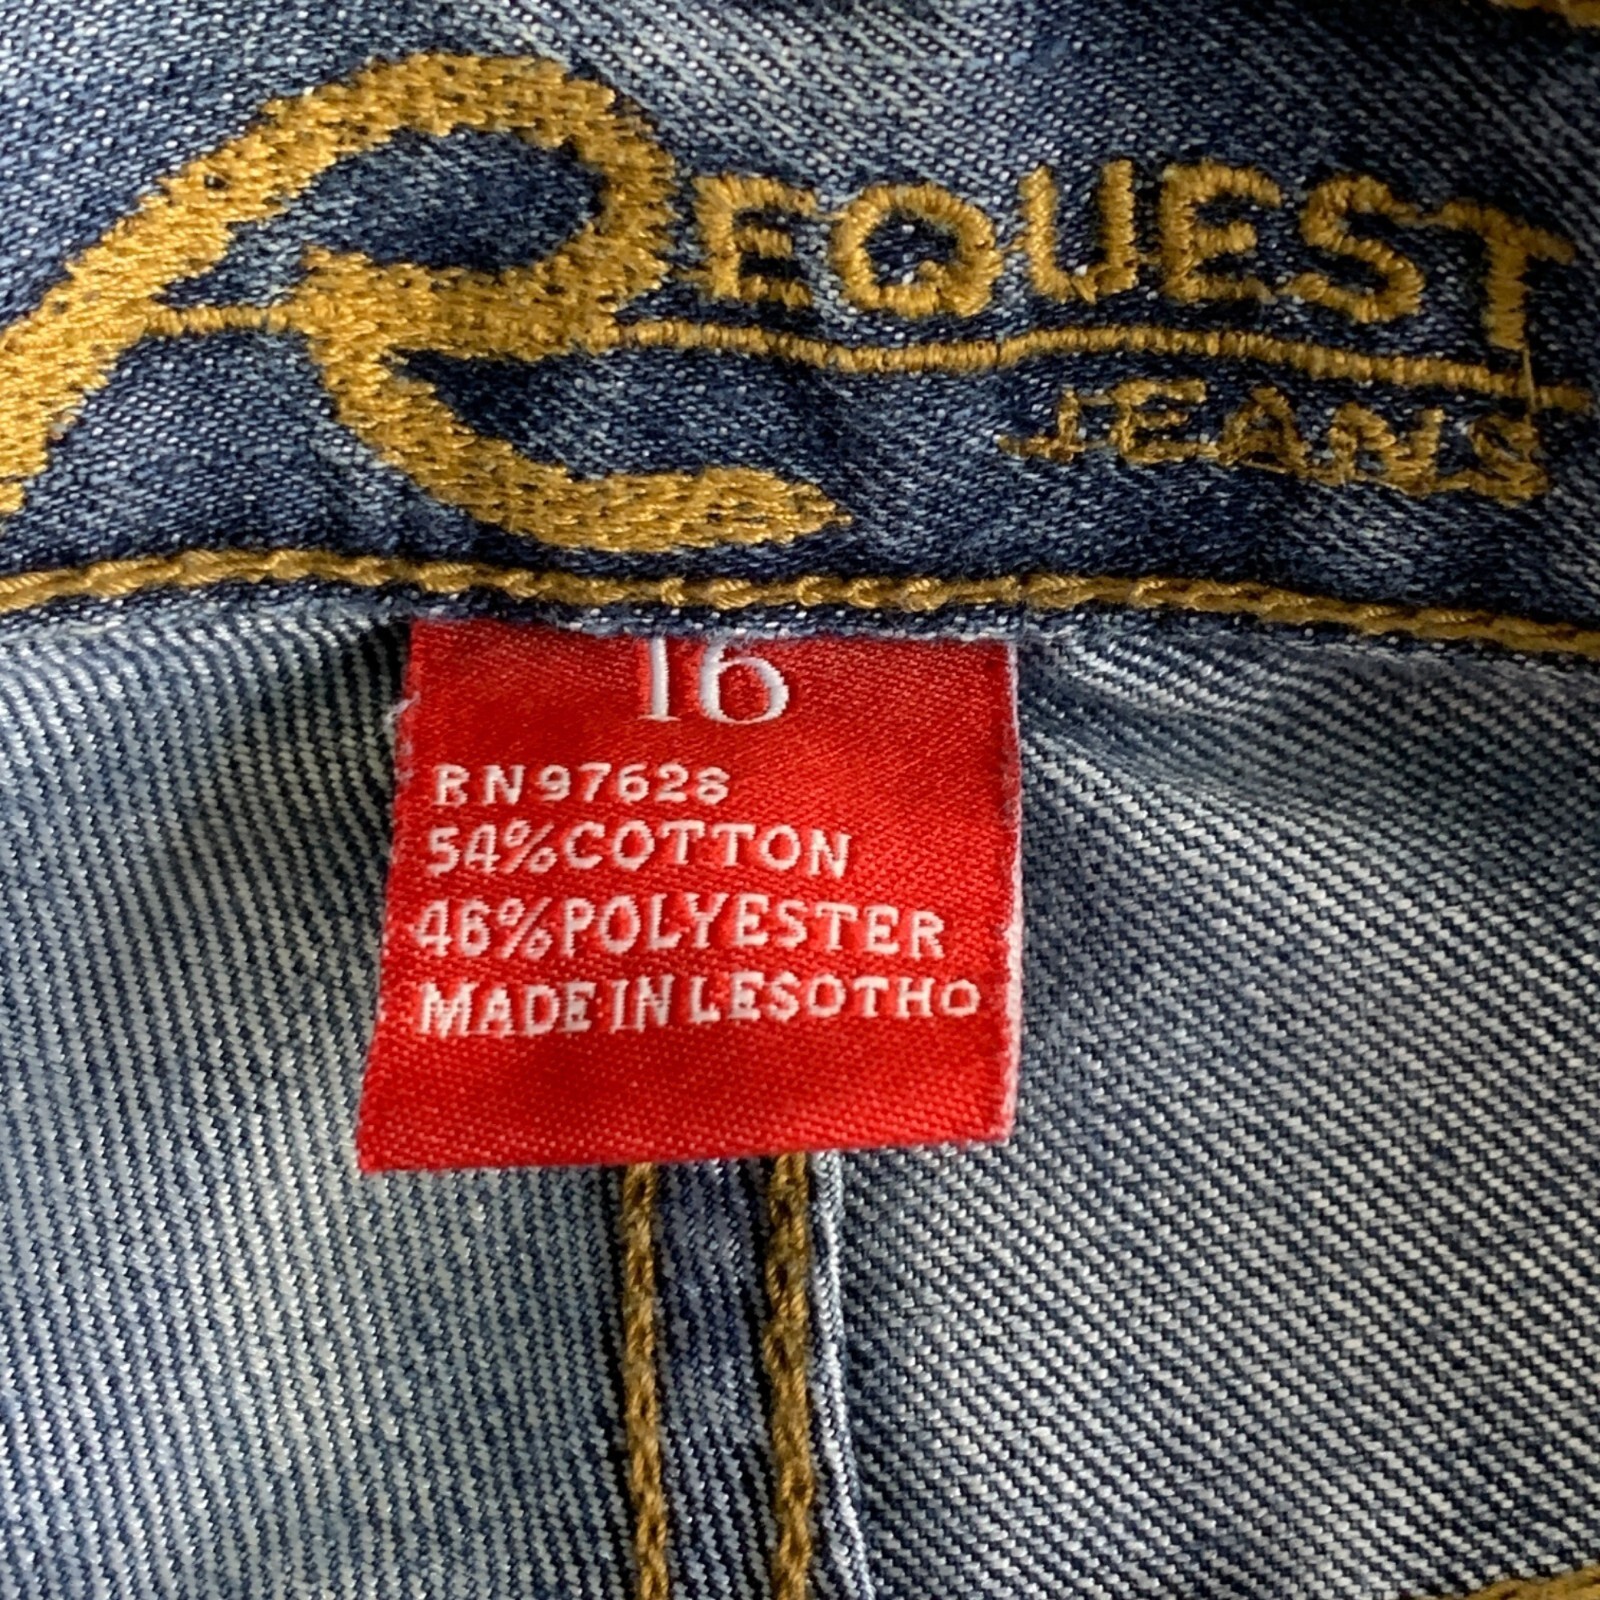 REQUEST
JEANS
16
RN97628
54%COTTON
46%POLYESTER
MADE IN LESOTHO